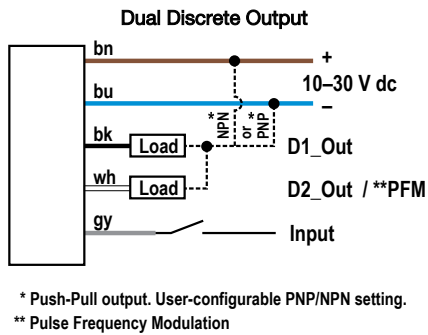 Dual Discrete Output
bn
+
10–30 V dc
bu
–
* NPN
or
* PNP
bk
Load
D1_Out
wh
Load
D2_Out / **PFM
gy
Input
* Push-Pull output. User-configurable PNP/NPN setting.
** Pulse Frequency Modulation